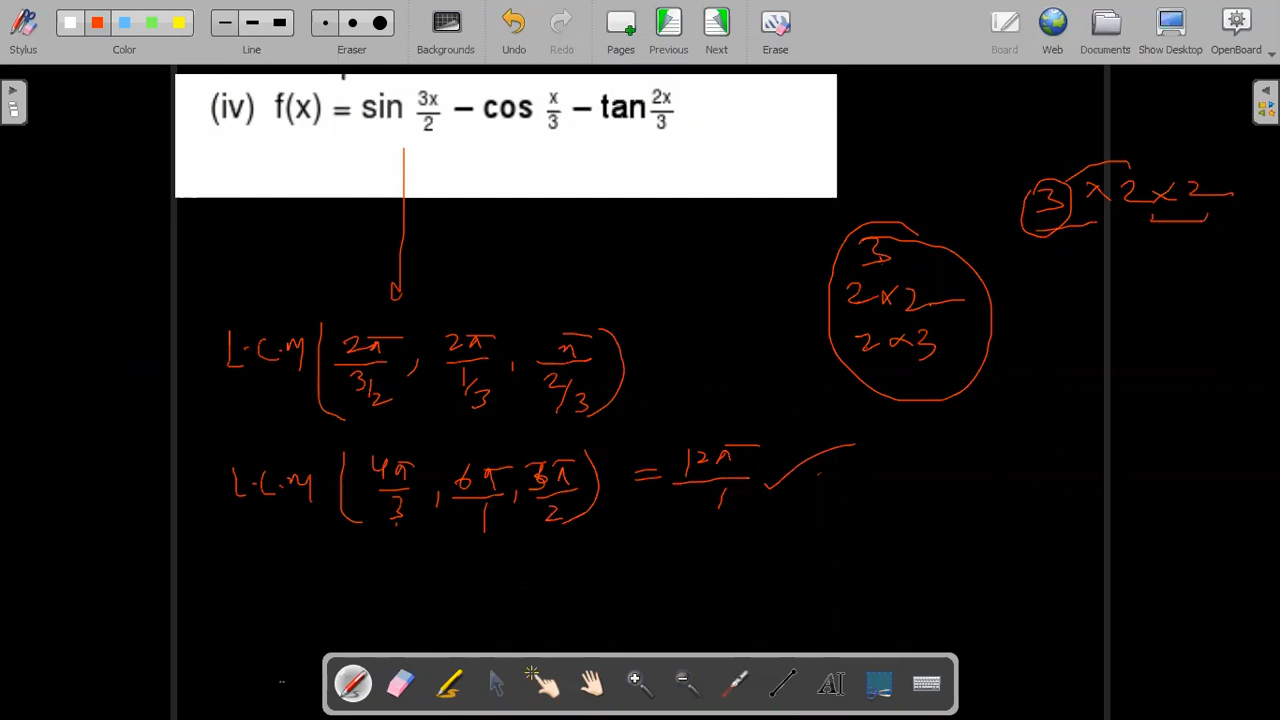 Stylus Color Line Eraser Backgrounds Undo Redo Pages Previous Next Erase Board Web Documents Show Desktop OpenBoard
(iv) f(x) = sin 3x/2 − cos x/3 − tan 2x/3
3 × 2 × 2
3
2 × 2
2 × 3
L.C.M (2π/(3/2), 2π/(1/3), π/(2/3))
L.C.M (4π/3, 6π/1, 3π/2) = 12π/1 ✓
AI